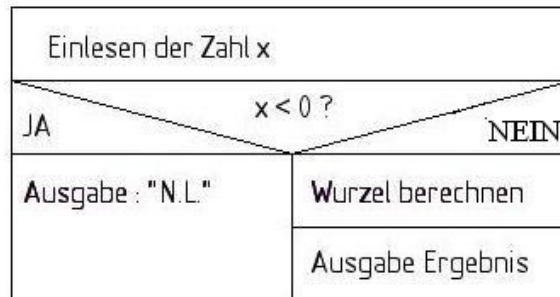 Einlesen der Zahl x
x < 0 ?
JA
NEIN
Ausgabe : "N.L."
Wurzel berechnen
Ausgabe Ergebnis